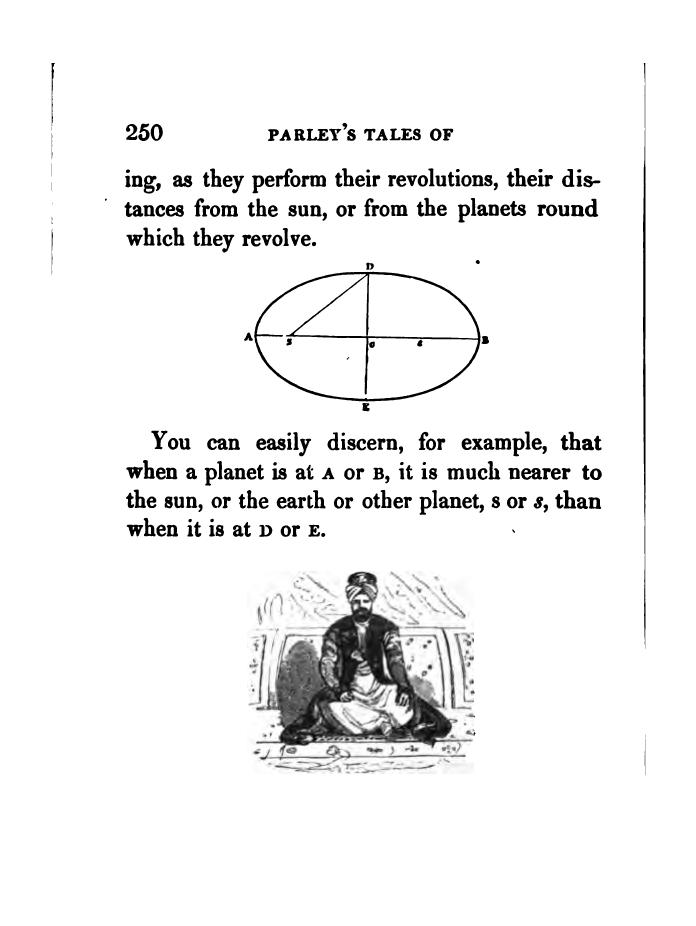 250 PARLEY'S TALES OF
ing, as they perform their revolutions, their dis-
tances from the sun, or from the planets round
which they revolve.
D
A S C s B
E
You can easily discern, for example, that
when a planet is at A or B, it is much nearer to
the sun, or the earth or other planet, s or s, than
when it is at D or E.